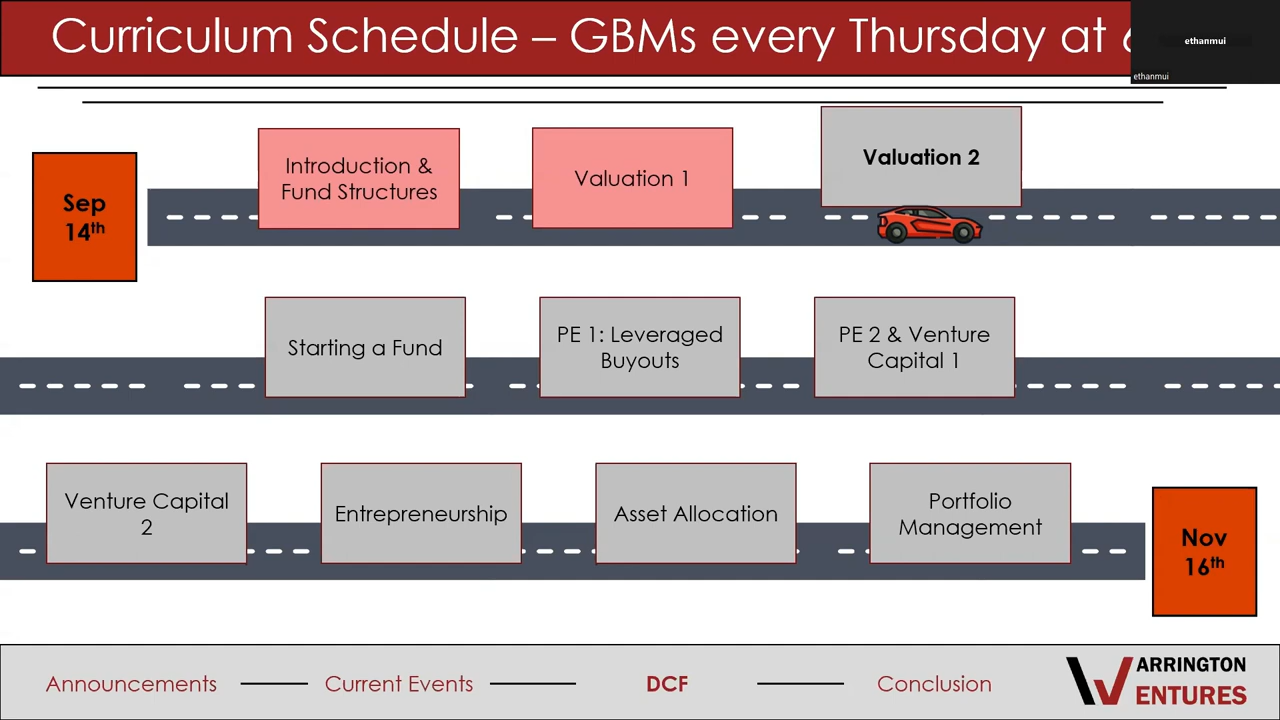 Curriculum Schedule – GBMs every Thursday at
ethanmui
ethanmui
Introduction &
Fund Structures
Valuation 1
Valuation 2
Sep
14th
Starting a Fund
PE 1: Leveraged
Buyouts
PE 2 & Venture
Capital 1
Venture Capital
2
Entrepreneurship
Asset Allocation
Portfolio
Management
Nov
16th
Announcements
Current Events
DCF
Conclusion
WARRINGTON
VENTURES